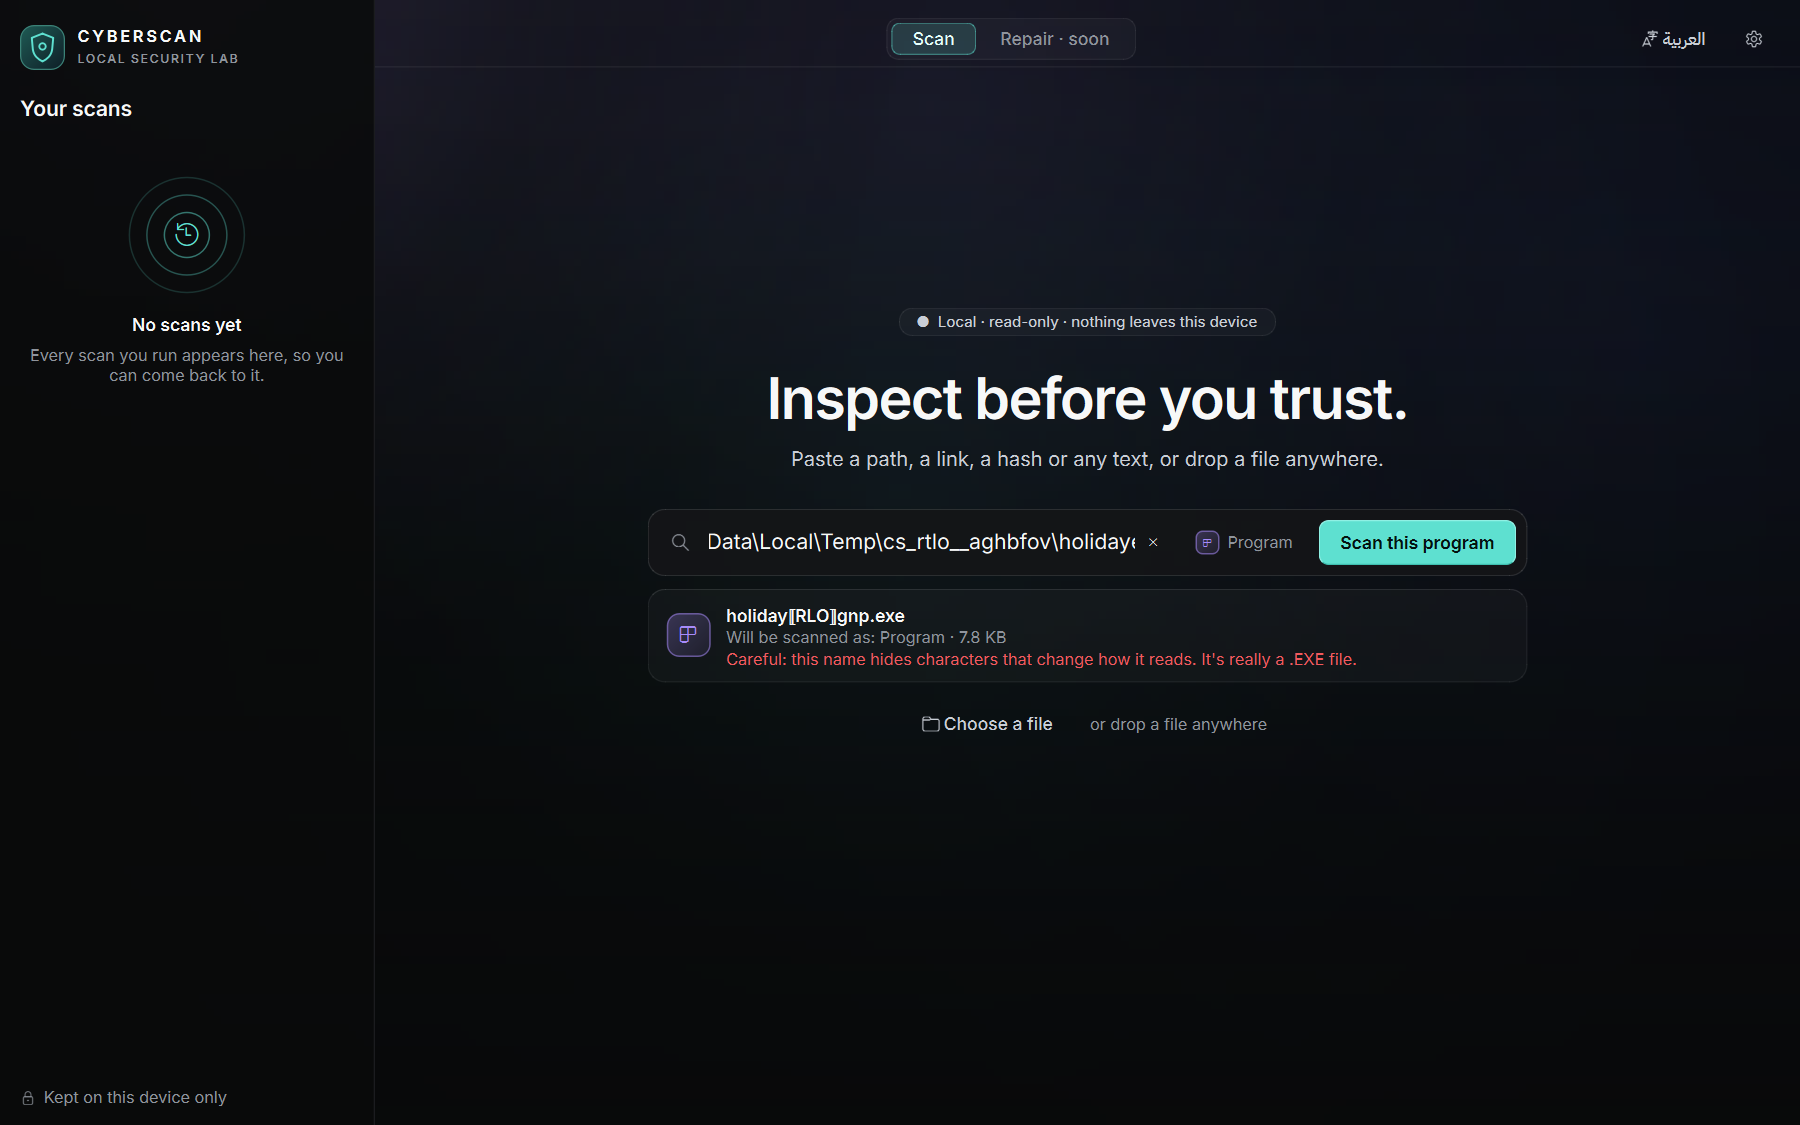 CYBERSCAN
LOCAL SECURITY LAB
Scan
Repair · soon
العربية
Your scans
No scans yet
Every scan you run appears here, so you
can come back to it.
Local · read-only · nothing leaves this device
Inspect before you trust.
Paste a path, a link, a hash or any text, or drop a file anywhere.
Data\Local\Temp\cs_rtlo__aghbfov\holidaye
Program
Scan this program
holiday⟦RLO⟧gnp.exe
Will be scanned as: Program · 7.8 KB
Careful: this name hides characters that change how it reads. It's really a .EXE file.
Choose a file
or drop a file anywhere
Kept on this device only